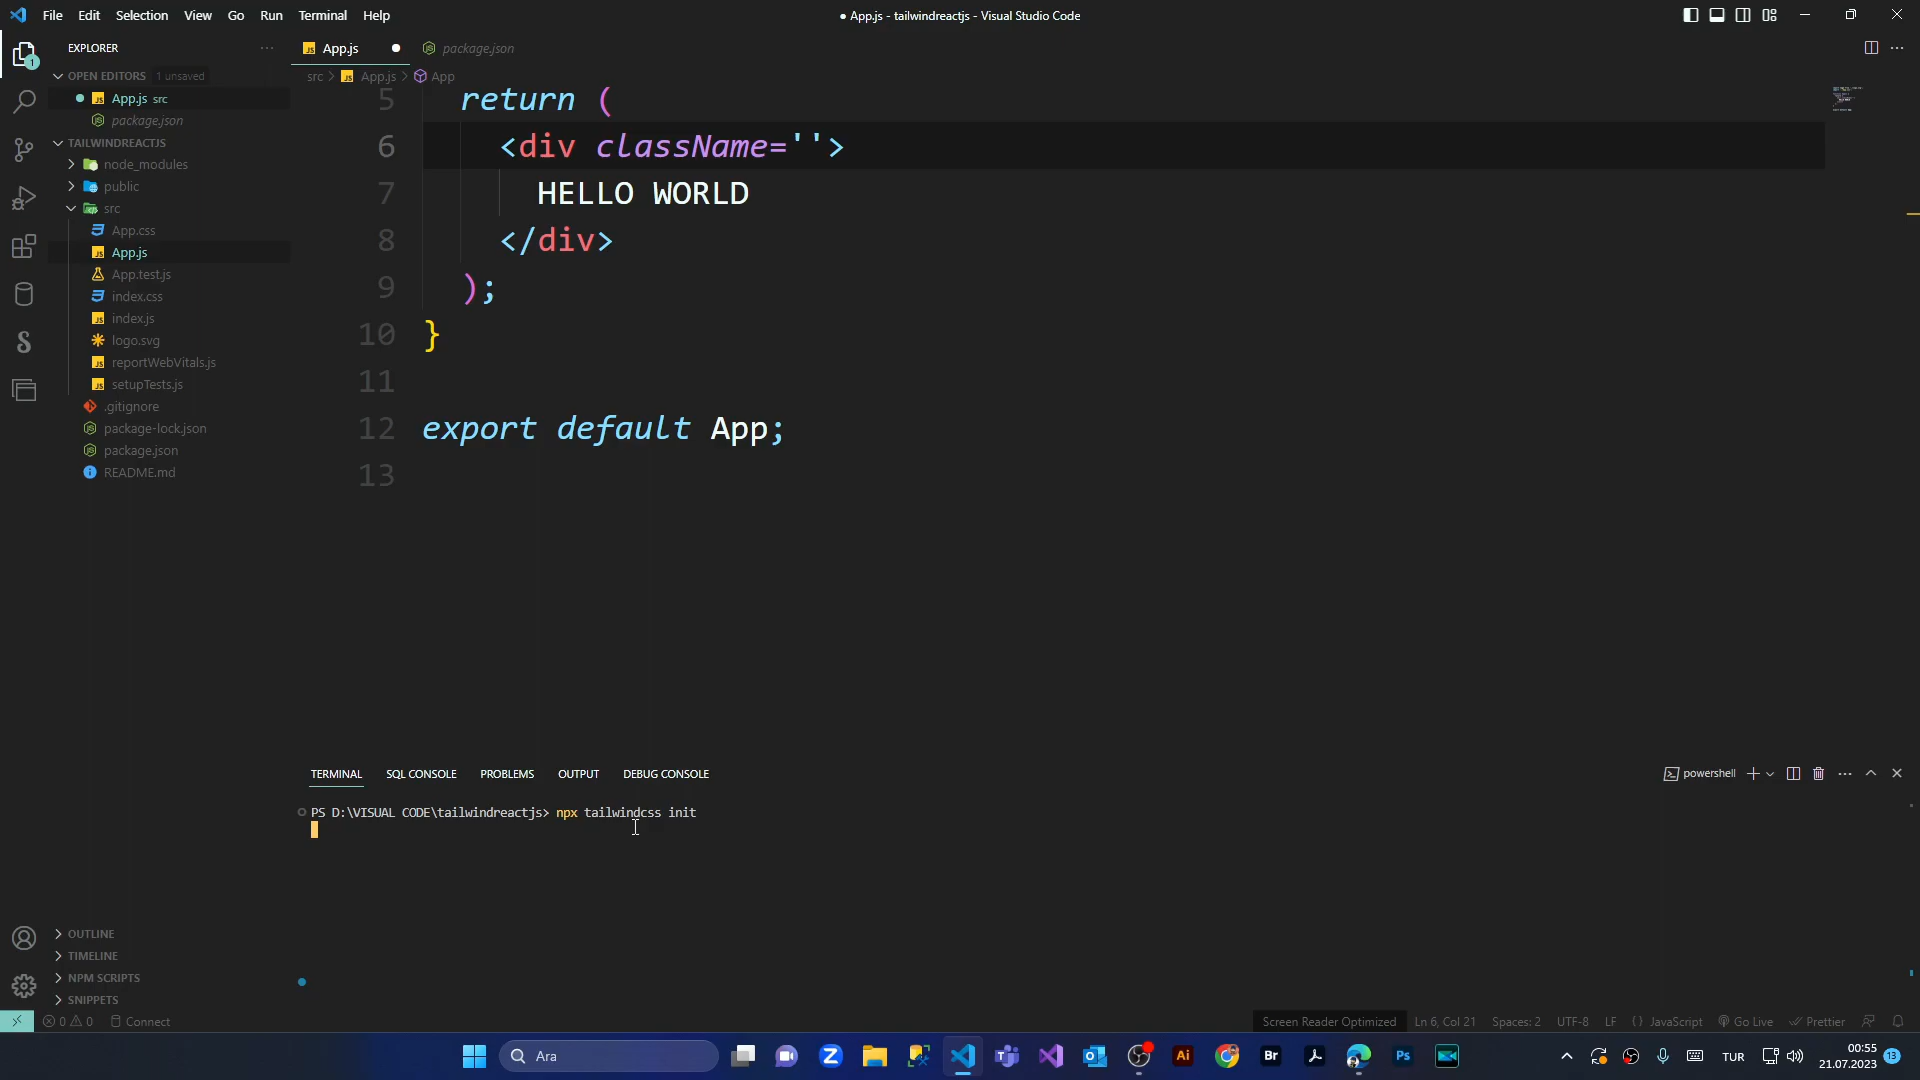 File Edit Selection View Go Run Terminal Help
● App.js - tailwindreactjs - Visual Studio Code
EXPLORER
OPEN EDITORS 1 unsaved
App.js src
package.json
TAILWINDREACTJS
node_modules
public
src
App.css
App.js
App.test.js
index.css
index.js
logo.svg
reportWebVitals.js
setupTests.js
.gitignore
package-lock.json
package.json
README.md
OUTLINE
TIMELINE
NPM SCRIPTS
SNIPPETS
App.js package.json
src > App.js > App
5 return (
6 <div className=''>
7 HELLO WORLD
8 </div>
9 );
10 }
11
12 export default App;
13
TERMINAL SQL CONSOLE PROBLEMS OUTPUT DEBUG CONSOLE
powershell
PS D:\VISUAL CODE\tailwindreactjs> npx tailwindcss init
0 0 Connect
Screen Reader Optimized Ln 6, Col 21 Spaces: 2 UTF-8 LF JavaScript Go Live Prettier
Ara
Ai Br Ps
TUR
00:55
21.07.2023
13